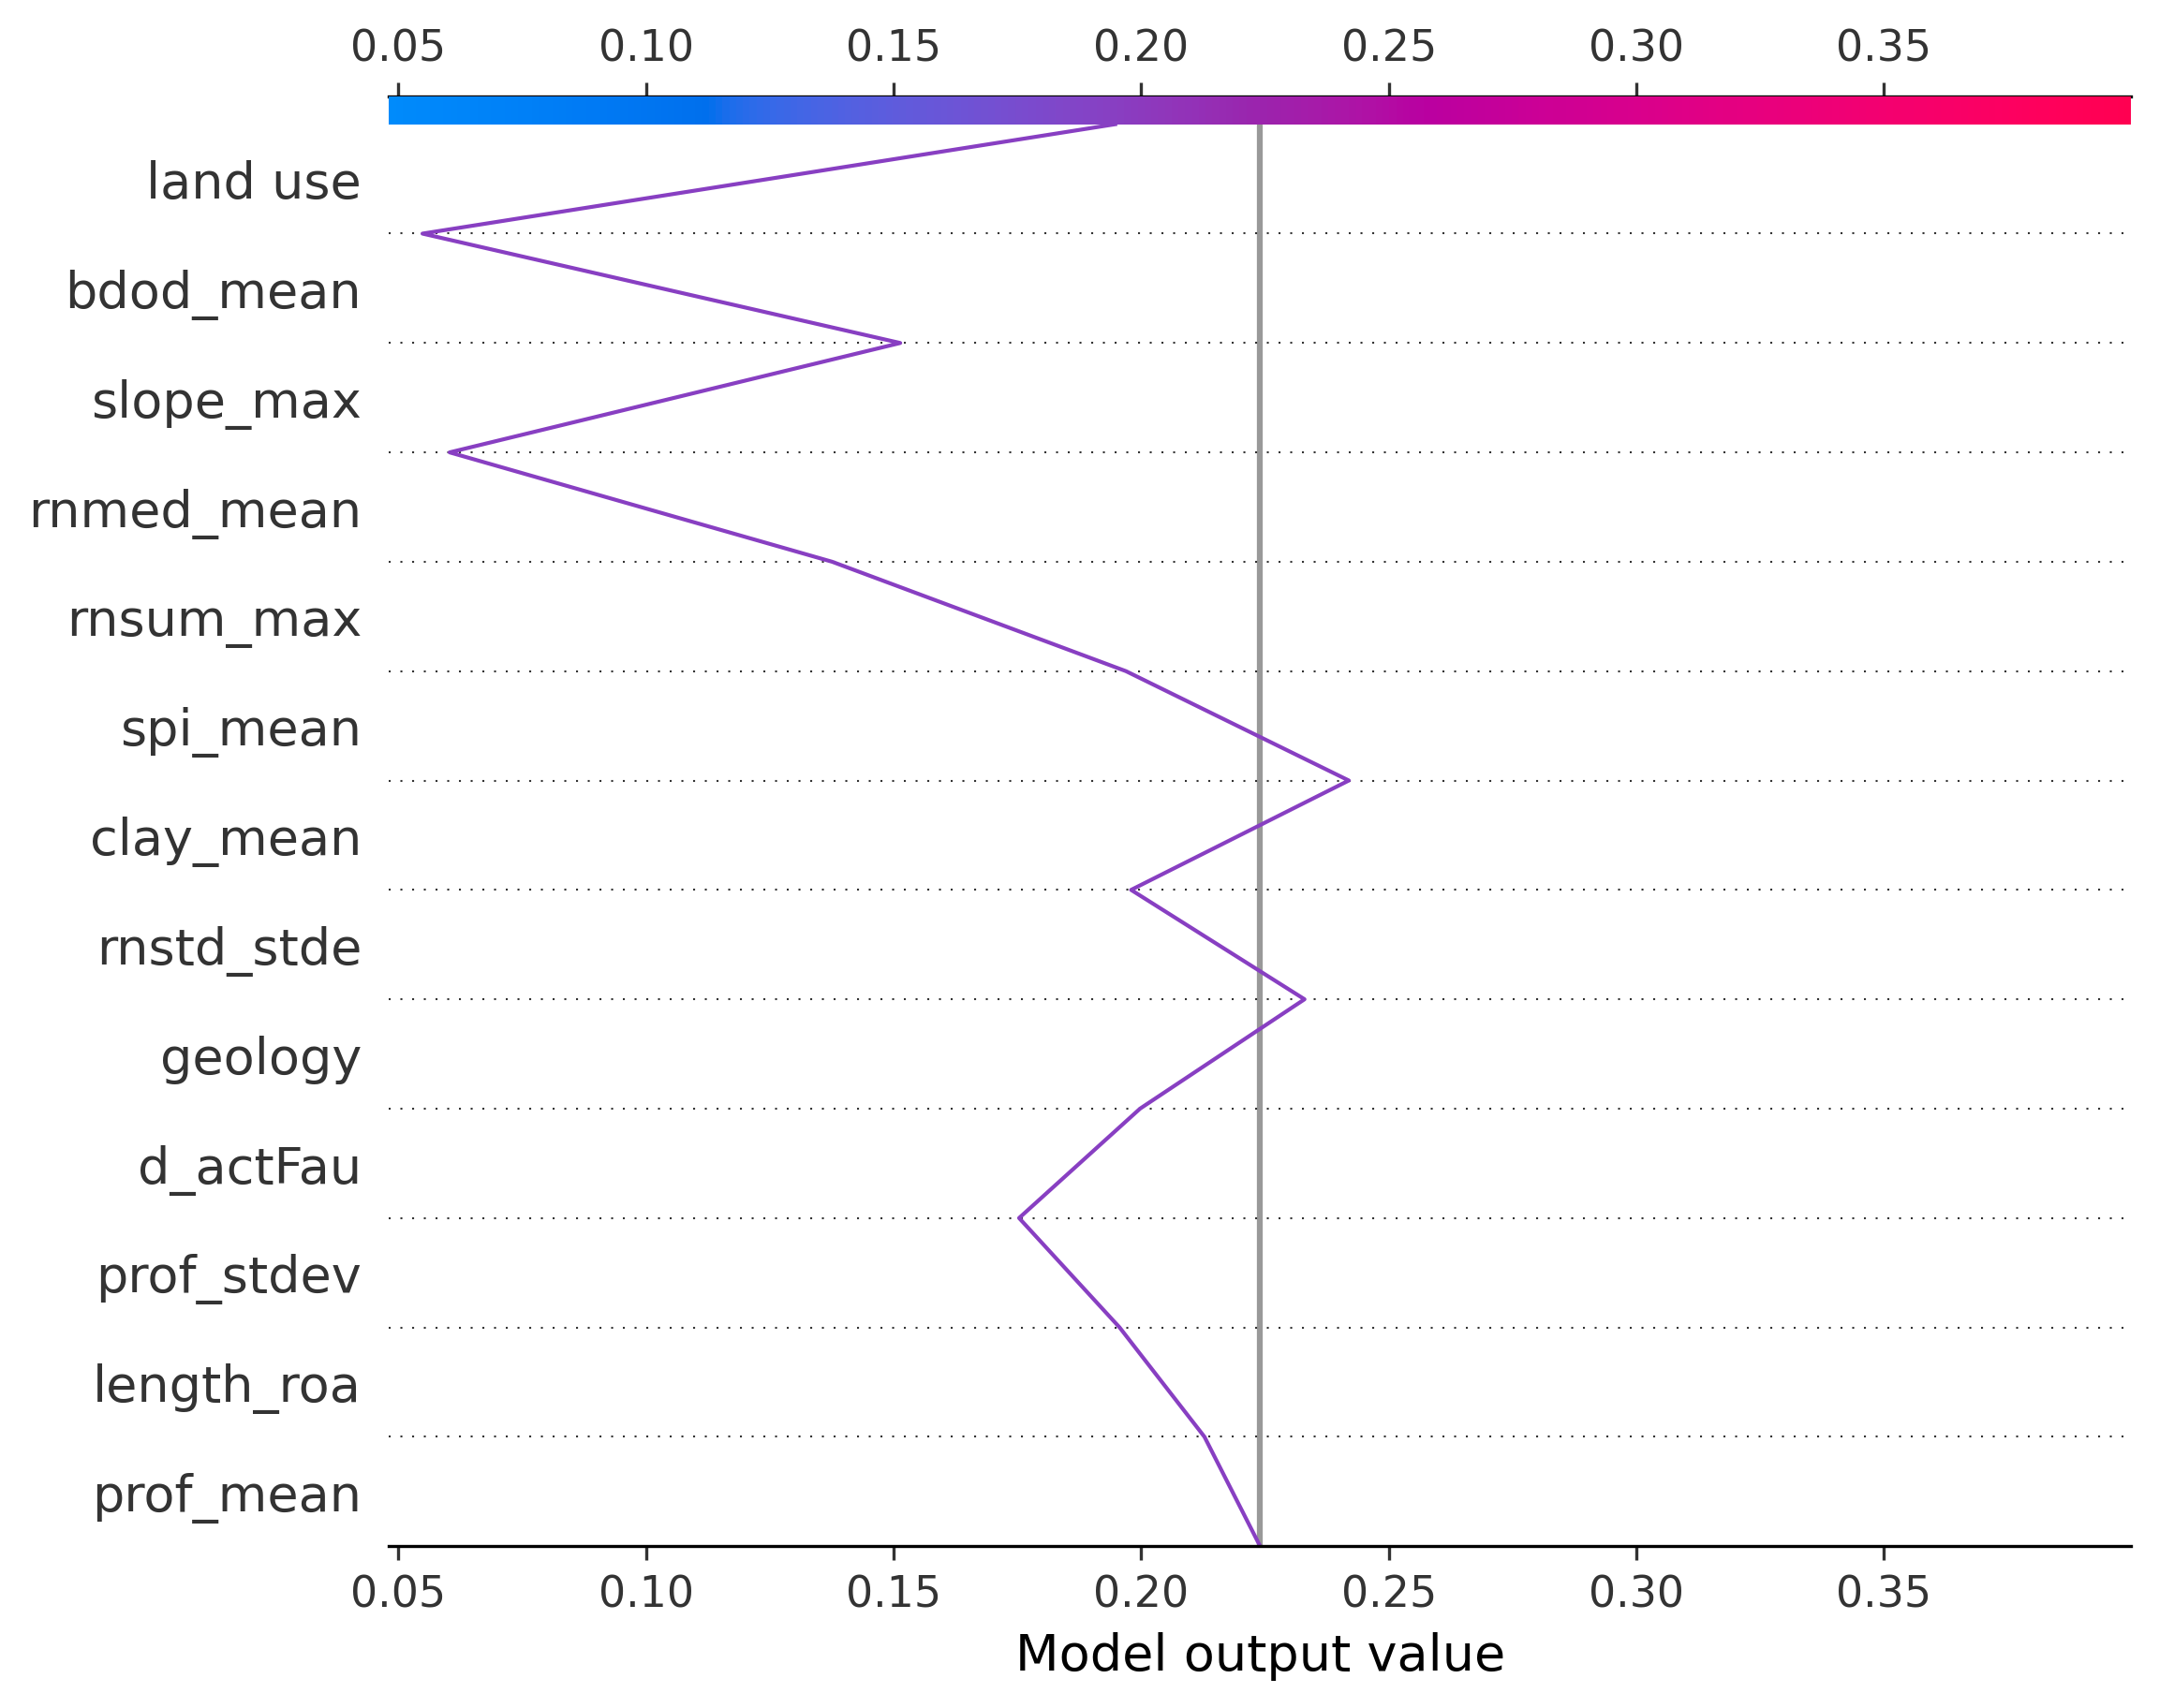 0.05 0.10 0.15 0.20 0.25 0.30 0.35
land use
bdod_mean
slope_max
rnmed_mean
rnsum_max
spi_mean
clay_mean
rnstd_stde
geology
d_actFau
prof_stdev
length_roa
prof_mean
0.05 0.10 0.15 0.20 0.25 0.30 0.35
Model output value